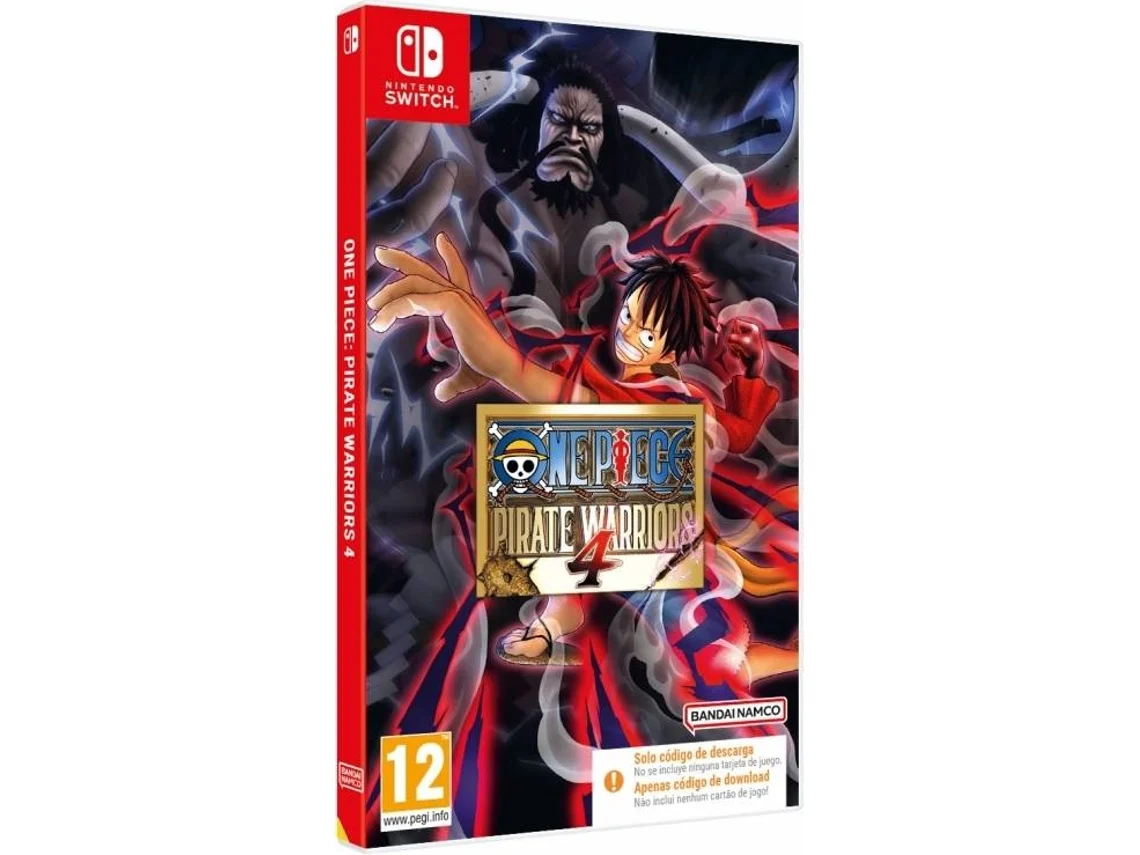 NINTENDO
SWITCH™
ONE PIECE: PIRATE WARRIORS 4
ONE PIECE
PIRATE WARRIORS
4
BANDAI NAMCO
12
www.pegi.info
Solo código de descarga
No se incluye ninguna tarjeta de juego.
Apenas código de download
Não inclui nenhum cartão de jogo!
BANDAI
NAMCO